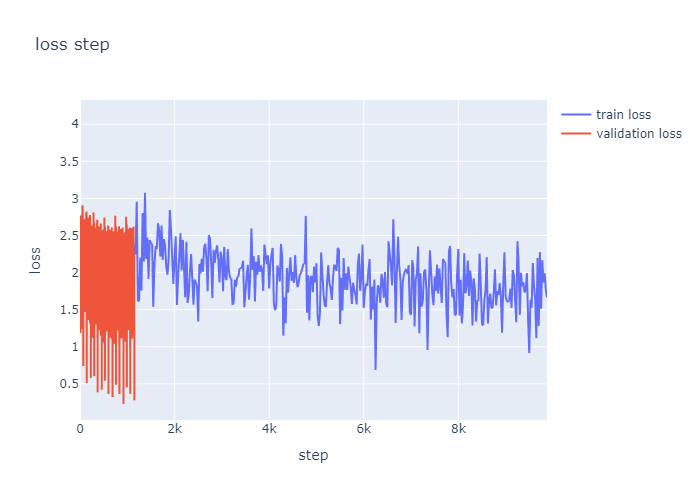 loss step
4
3.5
3
2.5
2
1.5
1
0.5
0
2k
4k
6k
8k
loss
step
train loss
validation loss